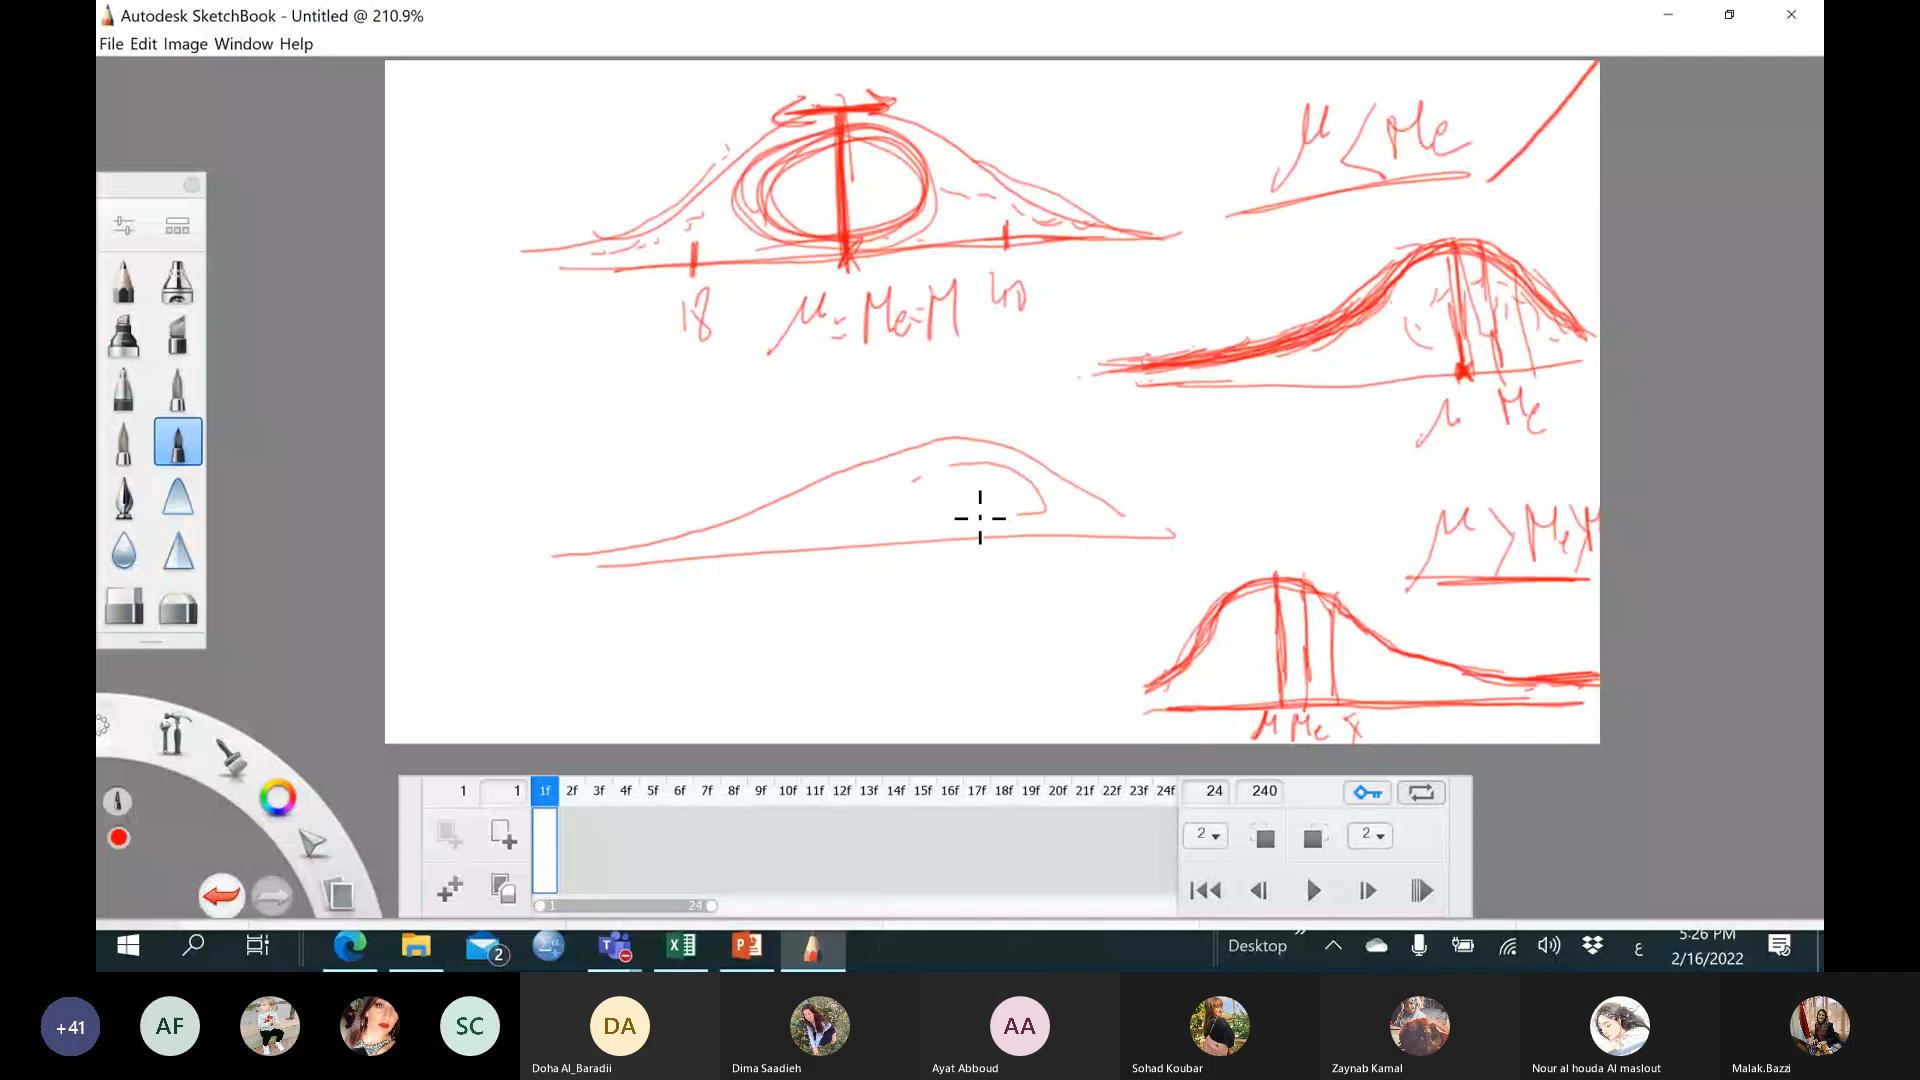 Autodesk SketchBook - Untitled @ 210.9%
File Edit Image Window Help
μ < Me
18 μ = Me = M 40
μ Me
μ > Me > M
M Me x̄
1 1 1f 2f 3f 4f 5f 6f 7f 8f 9f 10f 11f 12f 13f 14f 15f 16f 17f 18f 19f 20f 21f 22f 23f 24f 24 240
2 2
1 24
2
Desktop
ع
5:26 PM
2/16/2022
+41 AF SC DA AA
Doha Al_Baradii Dima Saadieh Ayat Abboud Sohad Koubar Zaynab Kamal Nour al houda Al maslout Malak.Bazzi